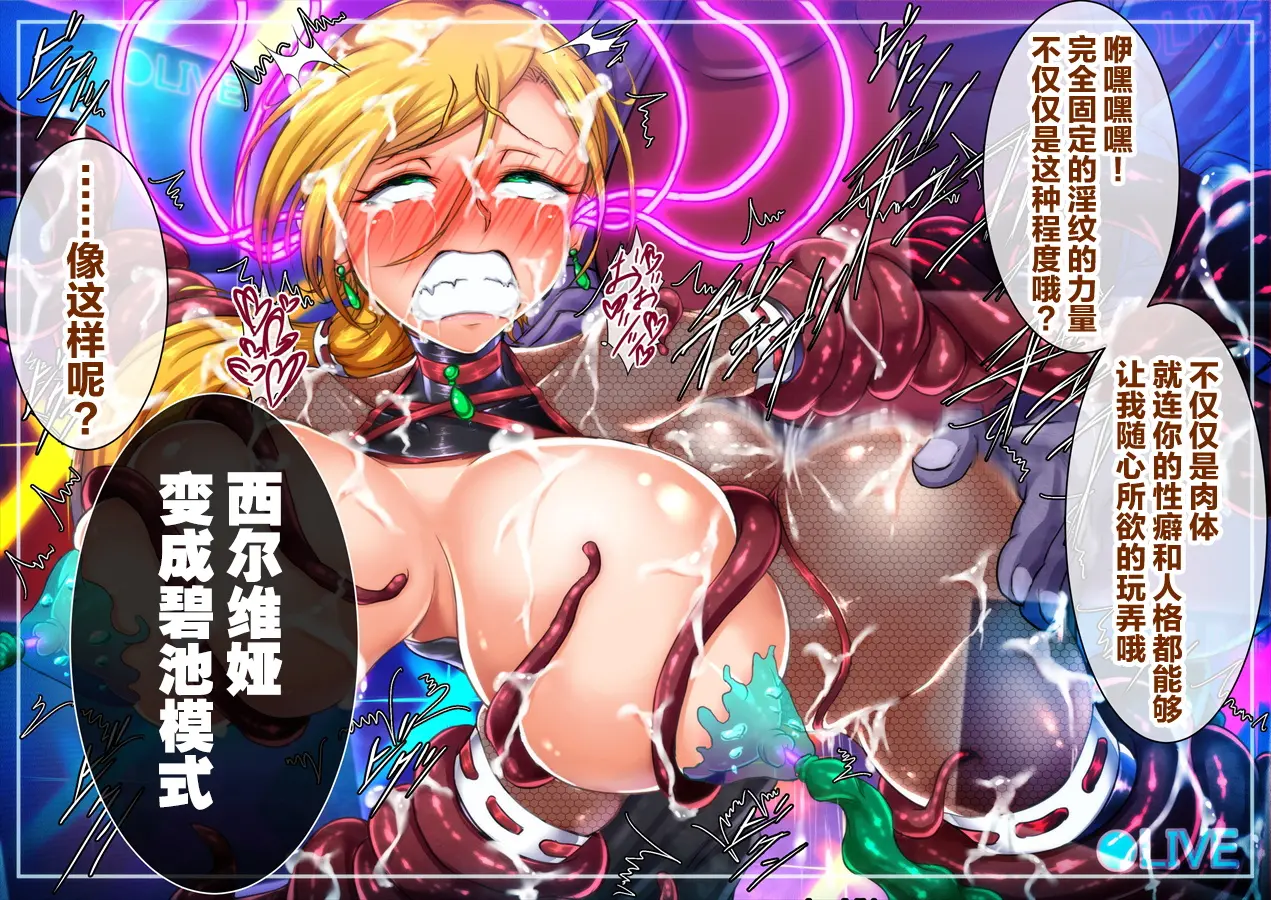 咿嘿嘿嘿！
完全固定的淫纹的力量
不仅仅是这种程度哦？
不仅仅是肉体
就连你的性癖和人格都能够
让我随心所欲的玩弄哦
……像这样呢？
西尔维娅
变成碧池模式
LIVE
LIVE
LIVE